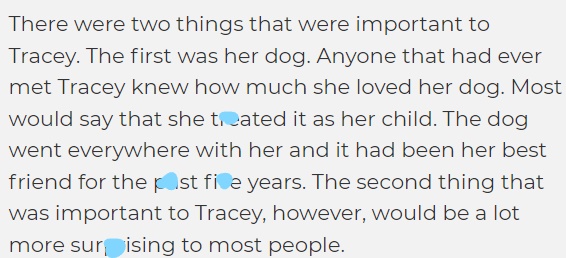 There were two things that were important to
Tracey. The first was her dog. Anyone that had ever
met Tracey knew how much she loved her dog. Most
would say that she treated it as her child. The dog
went everywhere with her and it had been her best
friend for the past five years. The second thing that
was important to Tracey, however, would be a lot
more surprising to most people.